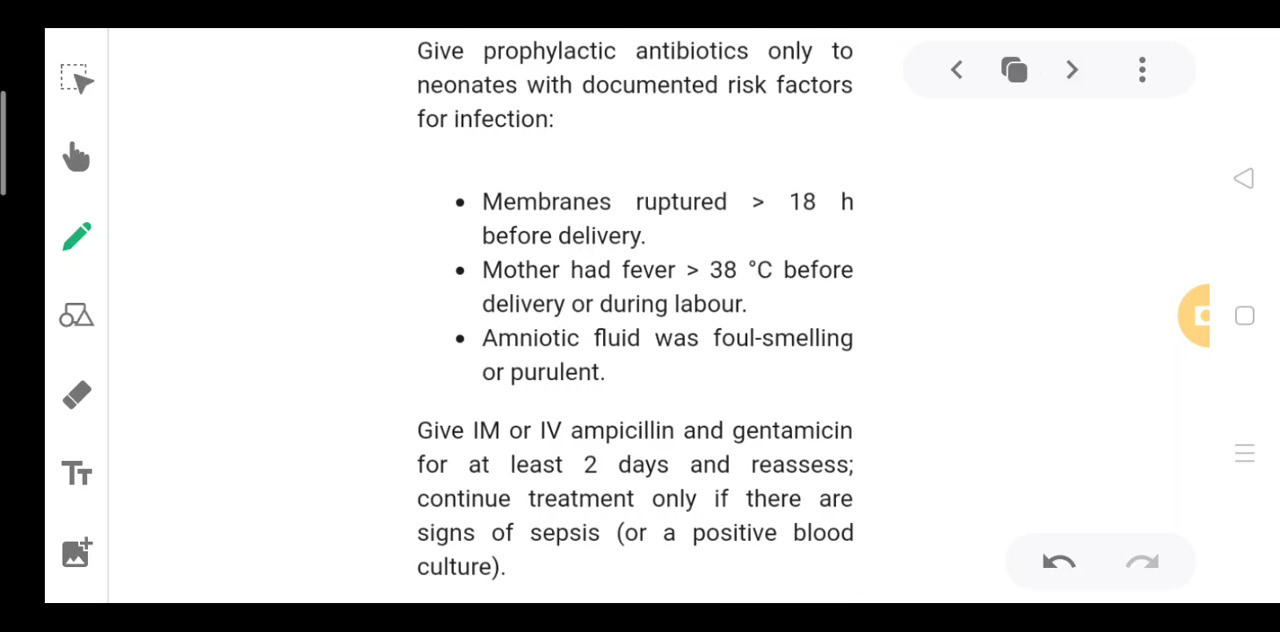 Give prophylactic antibiotics only to
neonates with documented risk factors
for infection:
• Membranes ruptured > 18 h
before delivery.
• Mother had fever > 38 °C before
delivery or during labour.
• Amniotic fluid was foul-smelling
or purulent.
Give IM or IV ampicillin and gentamicin
for at least 2 days and reassess;
continue treatment only if there are
signs of sepsis (or a positive blood
culture).
TT